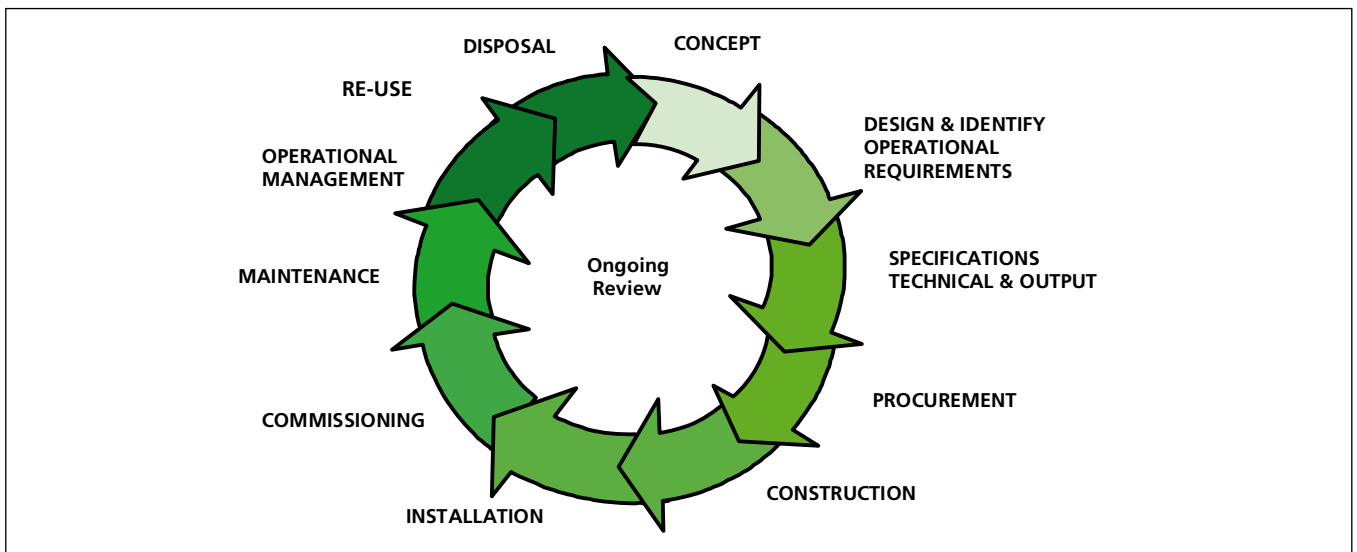 CONCEPT
DESIGN & IDENTIFY
OPERATIONAL
REQUIREMENTS
SPECIFICATIONS
TECHNICAL & OUTPUT
PROCUREMENT
CONSTRUCTION
INSTALLATION
COMMISSIONING
MAINTENANCE
OPERATIONAL
MANAGEMENT
RE-USE
DISPOSAL
Ongoing
Review